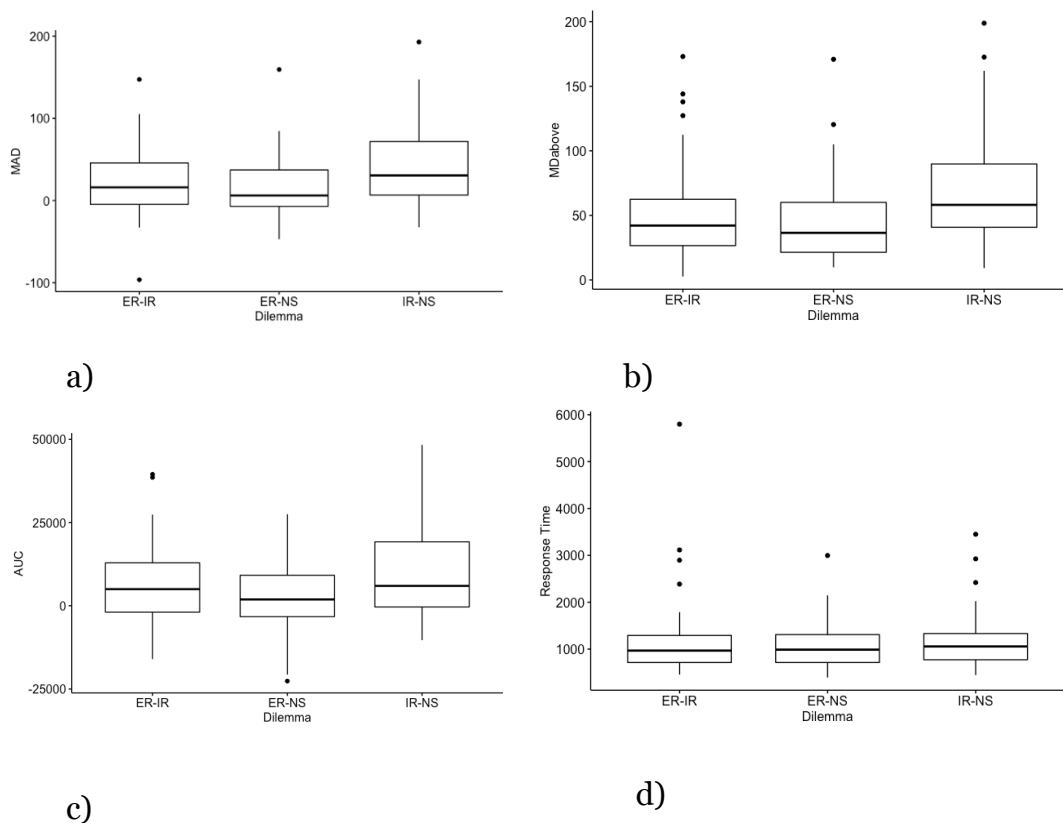 MAD
200
100
0
-100
ER-IR ER-NS IR-NS
Dilemma
a)
MDabove
200
150
100
50
0
ER-IR ER-NS IR-NS
Dilemma
b)
AUC
50000
25000
0
-25000
ER-IR ER-NS IR-NS
Dilemma
c)
Response Time
6000
5000
4000
3000
2000
1000
ER-IR ER-NS IR-NS
Dilemma
d)